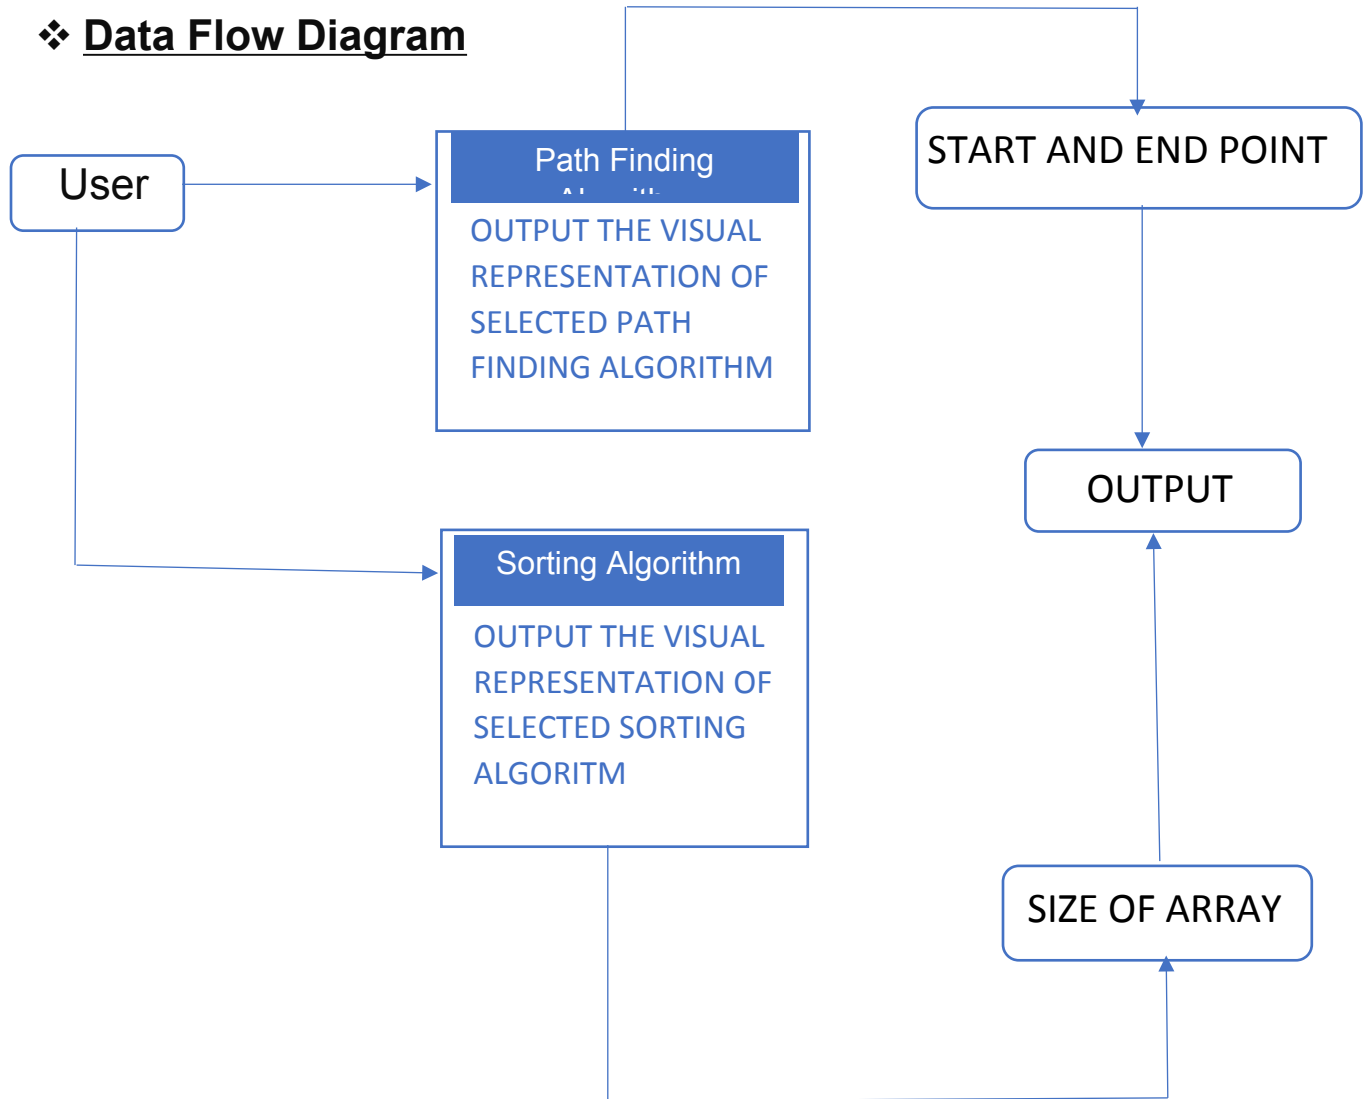 Data Flow Diagram
User
Path Finding
OUTPUT THE VISUAL
REPRESENTATION OF
SELECTED PATH
FINDING ALGORITHM
START AND END POINT
OUTPUT
Sorting Algorithm
OUTPUT THE VISUAL
REPRESENTATION OF
SELECTED SORTING
ALGORITM
SIZE OF ARRAY